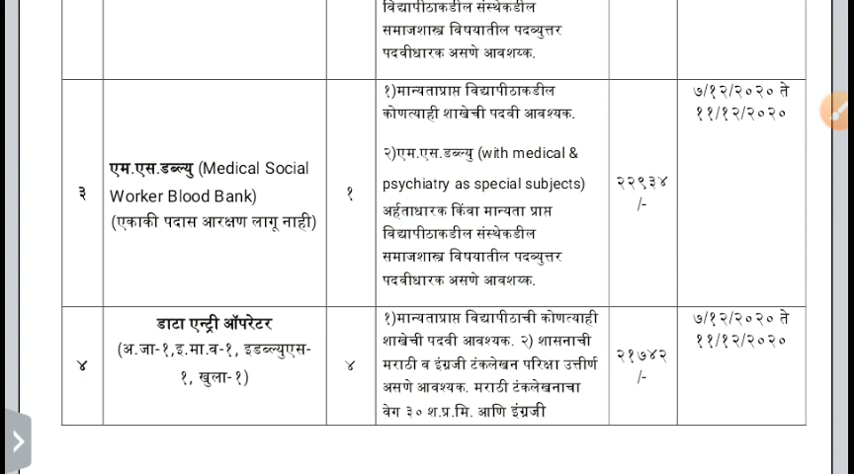 विद्यापीठाकडील संस्थेकडील
समाजशास्त्र विषयातील पदव्युत्तर
पदवीधारक असणे आवशय्क.
३
एम.एस.डब्ल्यु (Medical Social
Worker Blood Bank)
(एकाकी पदास आरक्षण लागू नाही)
१
१)मान्यताप्राप्त विद्यापीठाकडील
कोणत्याही शाखेची पदवी आवश्यक.
२)एम.एस.डब्ल्यु (with medical &
psychiatry as special subjects)
अर्हताधारक किंवा मान्यता प्राप्त
विद्यापीठाकडील संस्थेकडील
समाजशास्त्र विषयातील पदव्युत्तर
पदवीधारक असणे आवशय्क.
२२९३४
/-
७/१२/२०२० ते
११/१२/२०२०
४
डाटा एन्ट्री ऑपरेटर
(अ.जा-१,इ.मा.व-१, इडब्ल्युएस-
१, खुला-१)
४
१)मान्यताप्राप्त विद्यापीठाची कोणत्याही
शाखेची पदवी आवश्यक. २) शासनाची
मराठी व इंग्रजी टंकलेखन परिक्षा उत्तीर्ण
असणे आवश्यक. मराठी टंकलेखनाचा
वेग ३० श.प्र.मि. आणि इंग्रजी
२१७४२
/-
७/१२/२०२० ते
११/१२/२०२०